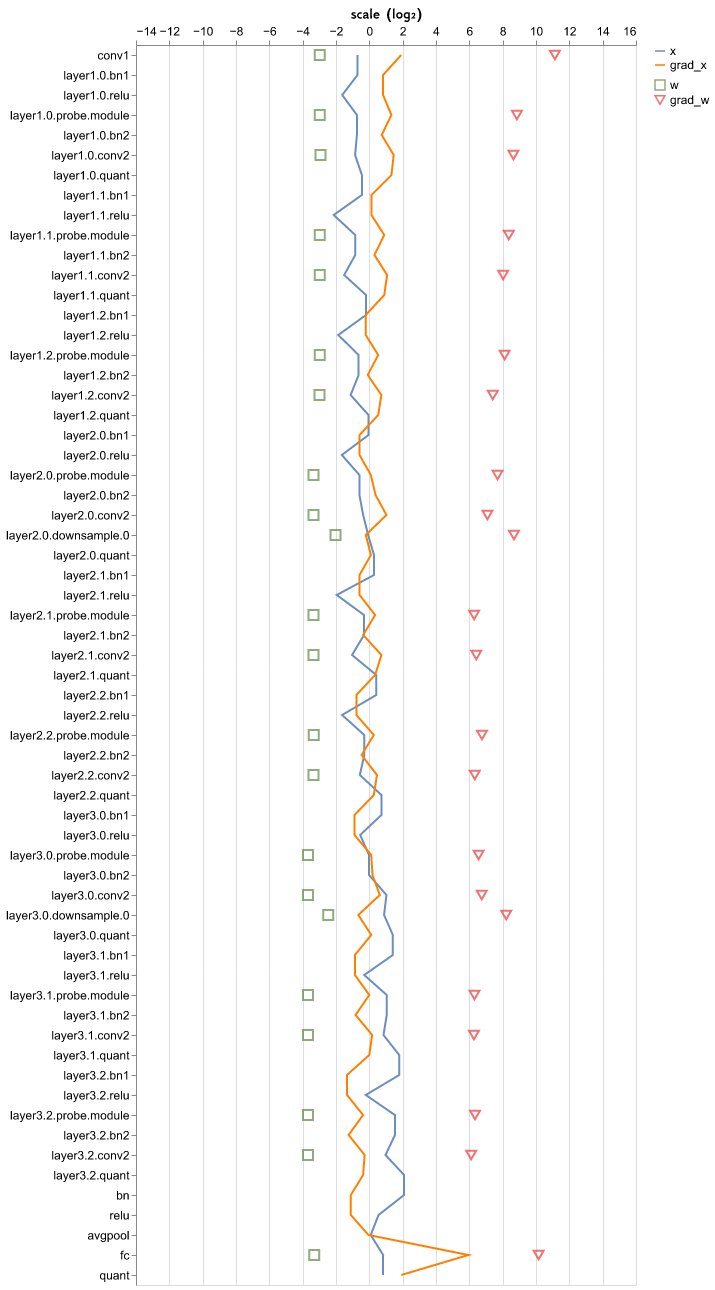 scale (log₂)
−14 −12 −10 −8 −6 −4 −2 0 2 4 6 8 10 12 14 16
conv1
layer1.0.bn1
layer1.0.relu
layer1.0.probe.module
layer1.0.bn2
layer1.0.conv2
layer1.0.quant
layer1.1.bn1
layer1.1.relu
layer1.1.probe.module
layer1.1.bn2
layer1.1.conv2
layer1.1.quant
layer1.2.bn1
layer1.2.relu
layer1.2.probe.module
layer1.2.bn2
layer1.2.conv2
layer1.2.quant
layer2.0.bn1
layer2.0.relu
layer2.0.probe.module
layer2.0.bn2
layer2.0.conv2
layer2.0.downsample.0
layer2.0.quant
layer2.1.bn1
layer2.1.relu
layer2.1.probe.module
layer2.1.bn2
layer2.1.conv2
layer2.1.quant
layer2.2.bn1
layer2.2.relu
layer2.2.probe.module
layer2.2.bn2
layer2.2.conv2
layer2.2.quant
layer3.0.bn1
layer3.0.relu
layer3.0.probe.module
layer3.0.bn2
layer3.0.conv2
layer3.0.downsample.0
layer3.0.quant
layer3.1.bn1
layer3.1.relu
layer3.1.probe.module
layer3.1.bn2
layer3.1.conv2
layer3.1.quant
layer3.2.bn1
layer3.2.relu
layer3.2.probe.module
layer3.2.bn2
layer3.2.conv2
layer3.2.quant
bn
relu
avgpool
fc
quant
x
grad_x
w
grad_w